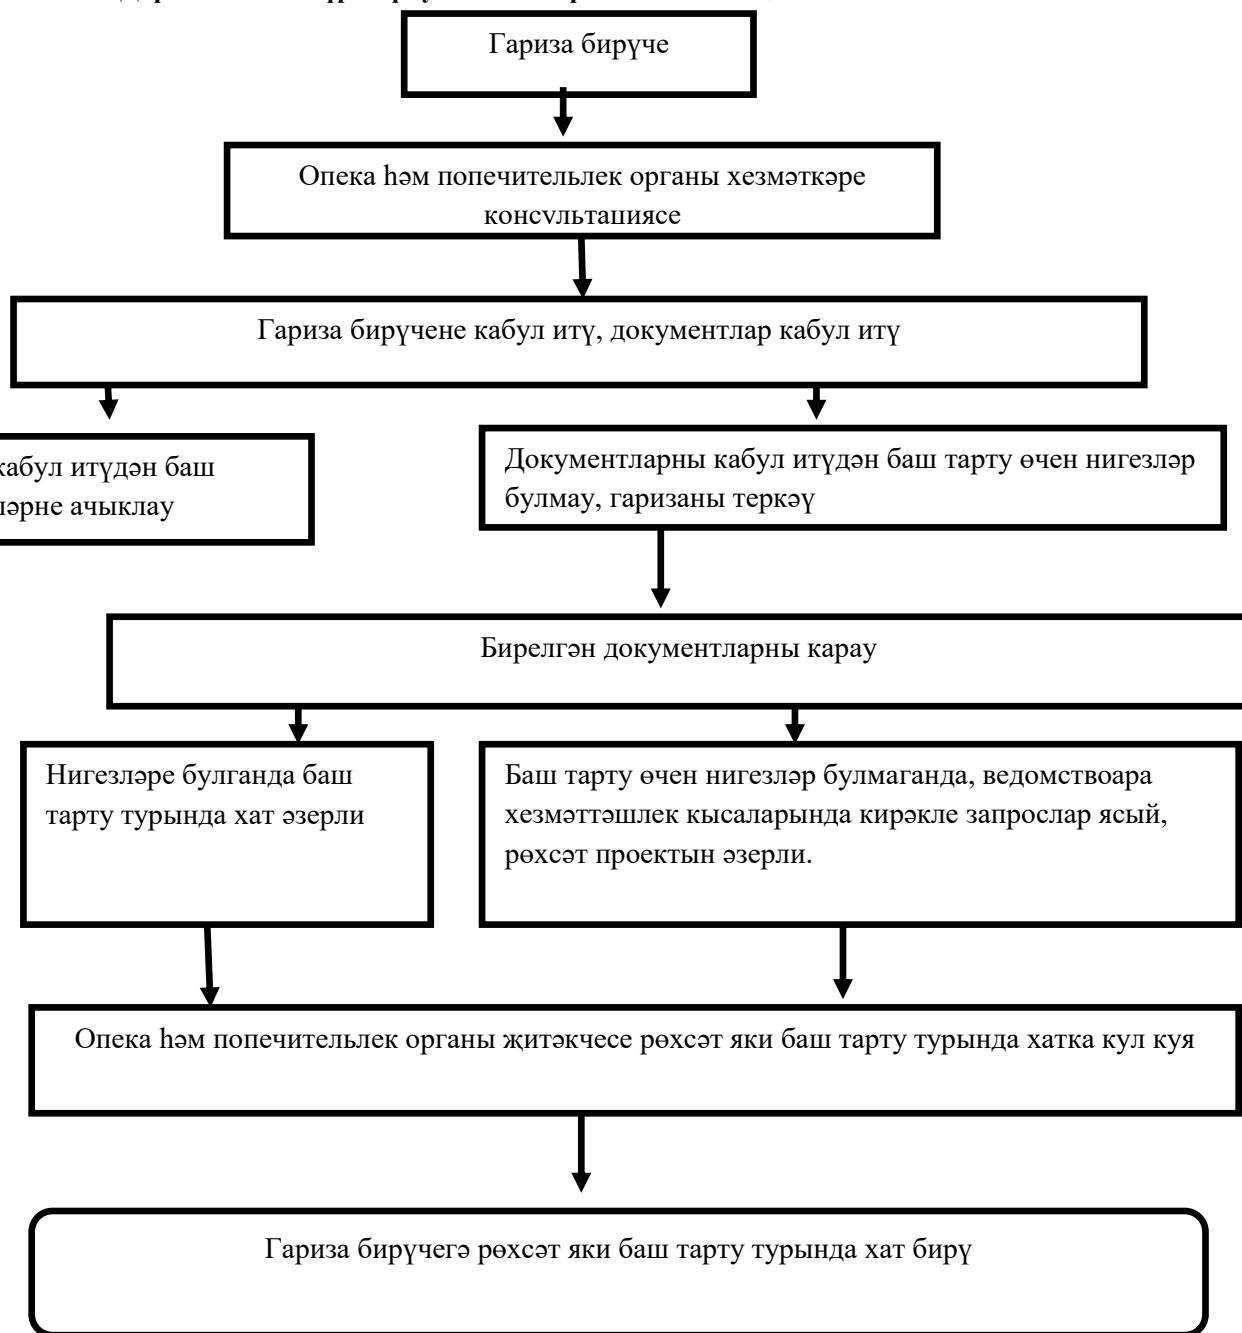 Гариза бирүче
Опека һәм попечительлек органы хезмәткәре
консультациясе
Гариза бирүчене кабул итү, документлар кабул итү
кабул итүдән баш
ләрне ачыклау
Документларны кабул итүдән баш тарту өчен нигезләр
булмау, гаризаны теркәү
Бирелгән документларны карау
Нигезләре булганда баш
тарту турында хат әзерли
Баш тарту өчен нигезләр булмаганда, ведомствоара
хезмәттәшлек кысаларында кирәкле запрослар ясый,
рөхсәт проектын әзерли.
Опека һәм попечительлек органы җитәкчесе рөхсәт яки баш тарту турында хатка кул куя
Гариза бирүчегә рөхсәт яки баш тарту турында хат бирү